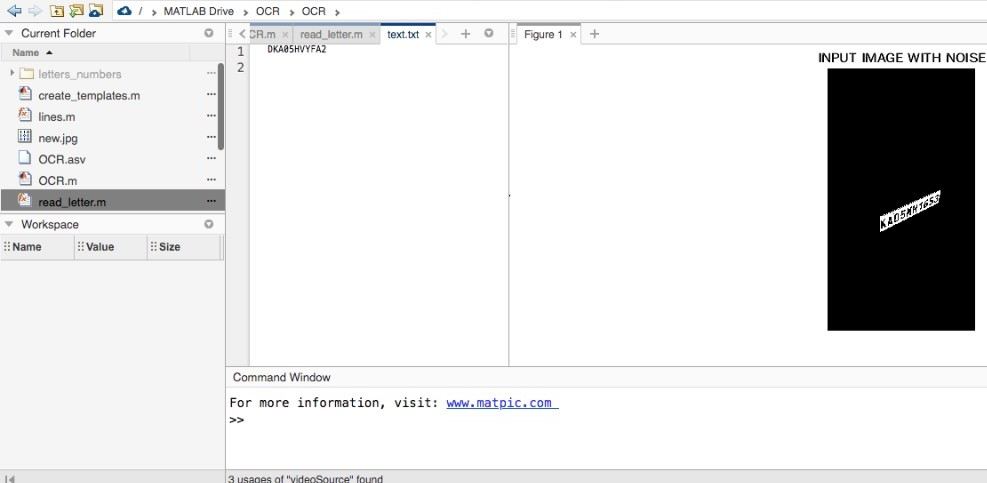 / › MATLAB Drive › OCR › OCR ›
Current Folder
Name
letters_numbers
create_templates.m
lines.m
new.jpg
OCR.asv
OCR.m
read_letter.m
Workspace
Name Value Size
CR.m × read_letter.m × text.txt × +
1 DKA05HVYFA2
2
Figure 1 × +
INPUT IMAGE WITH NOISE
Command Window
For more information, visit: www.matpic.com
>>
3 usages of "videoSource" found